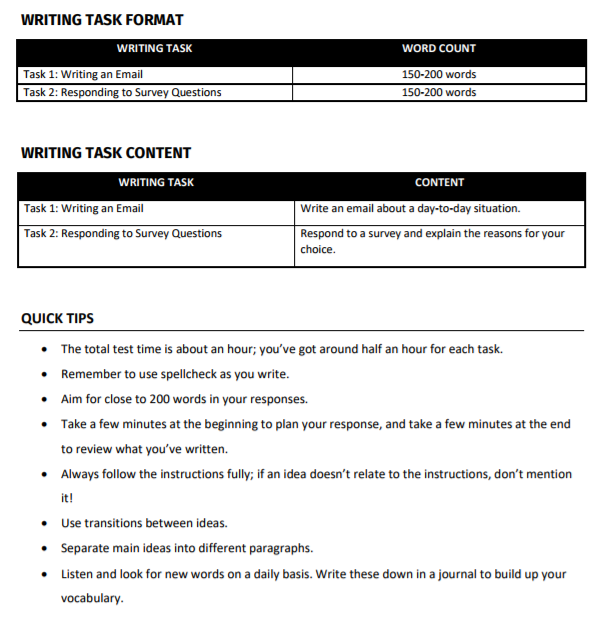 WRITING TASK FORMAT
WRITING TASK WORD COUNT
Task 1: Writing an Email 150-200 words
Task 2: Responding to Survey Questions 150-200 words
WRITING TASK CONTENT
WRITING TASK CONTENT
Task 1: Writing an Email Write an email about a day-to-day situation.
Task 2: Responding to Survey Questions Respond to a survey and explain the reasons for your
choice.
QUICK TIPS
• The total test time is about an hour; you’ve got around half an hour for each task.
• Remember to use spellcheck as you write.
• Aim for close to 200 words in your responses.
• Take a few minutes at the beginning to plan your response, and take a few minutes at the end
to review what you’ve written.
• Always follow the instructions fully; if an idea doesn’t relate to the instructions, don’t mention
it!
• Use transitions between ideas.
• Separate main ideas into different paragraphs.
• Listen and look for new words on a daily basis. Write these down in a journal to build up your
vocabulary.